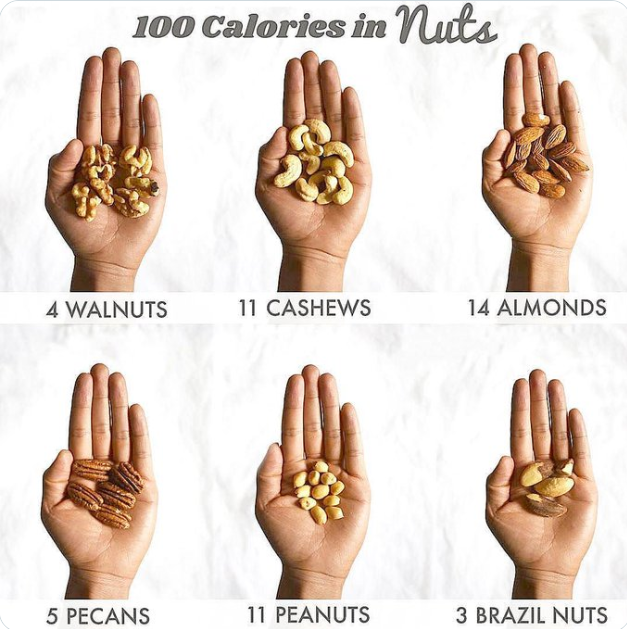 100 Calories in Nuts
4 WALNUTS
11 CASHEWS
14 ALMONDS
5 PECANS
11 PEANUTS
3 BRAZIL NUTS